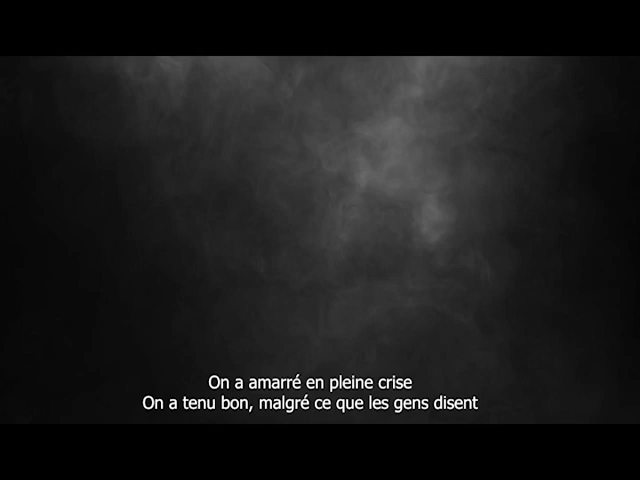 On a amarré en pleine crise
On a tenu bon, malgré ce que les gens disent